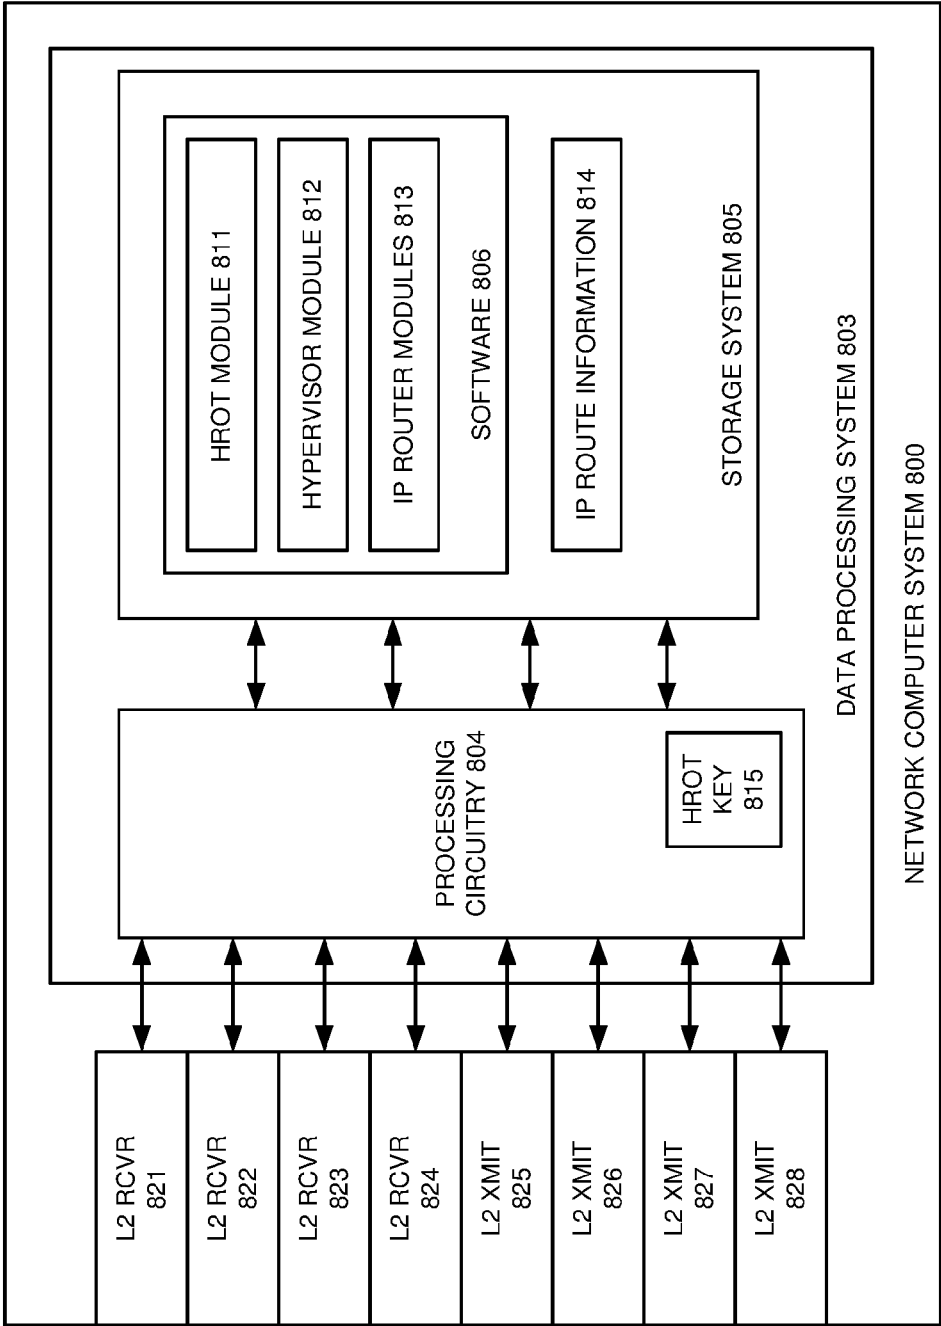 HROT MODULE 811
HYPERVISOR MODULE 812
IP ROUTER MODULES 813
SOFTWARE 806
IP ROUTE INFORMATION 814
STORAGE SYSTEM 805
PROCESSING
CIRCUITRY 804
HROT
KEY
815
DATA PROCESSING SYSTEM 803
L2 RCVR
821
L2 RCVR
822
L2 RCVR
823
L2 RCVR
824
L2 XMIT
825
L2 XMIT
826
L2 XMIT
827
L2 XMIT
828
NETWORK COMPUTER SYSTEM 800